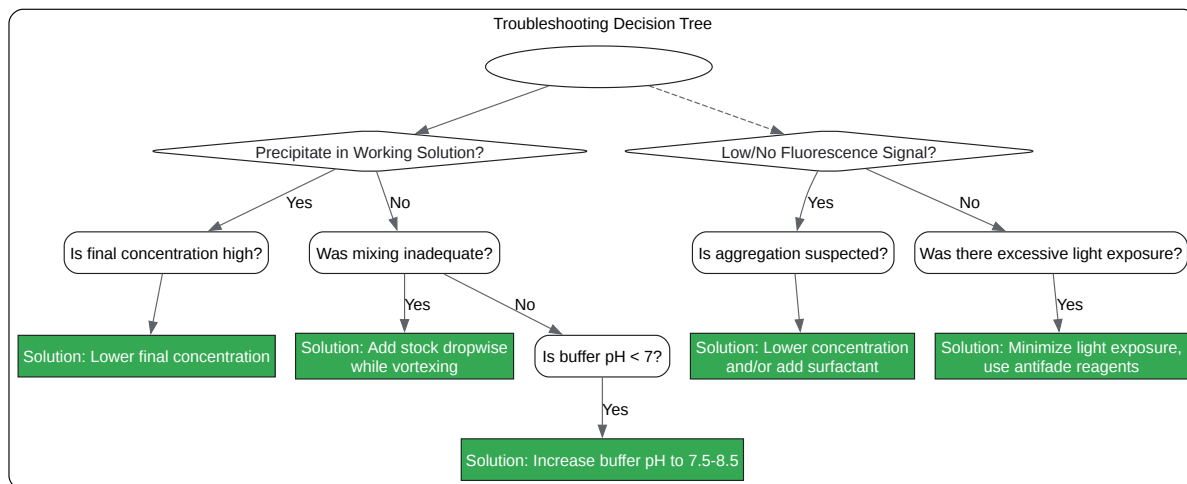 Troubleshooting Decision Tree
Precipitate in Working Solution?
Low/No Fluorescence Signal?
Yes
No
Yes
No
Is final concentration high?
Was mixing inadequate?
Is aggregation suspected?
Was there excessive light exposure?
Yes
No
Yes
Solution: Lower final concentration
Solution: Add stock dropwise
while vortexing
Is buffer pH < 7?
Solution: Lower concentration
and/or add surfactant
Solution: Minimize light exposure,
use antifade reagents
Yes
Solution: Increase buffer pH to 7.5-8.5